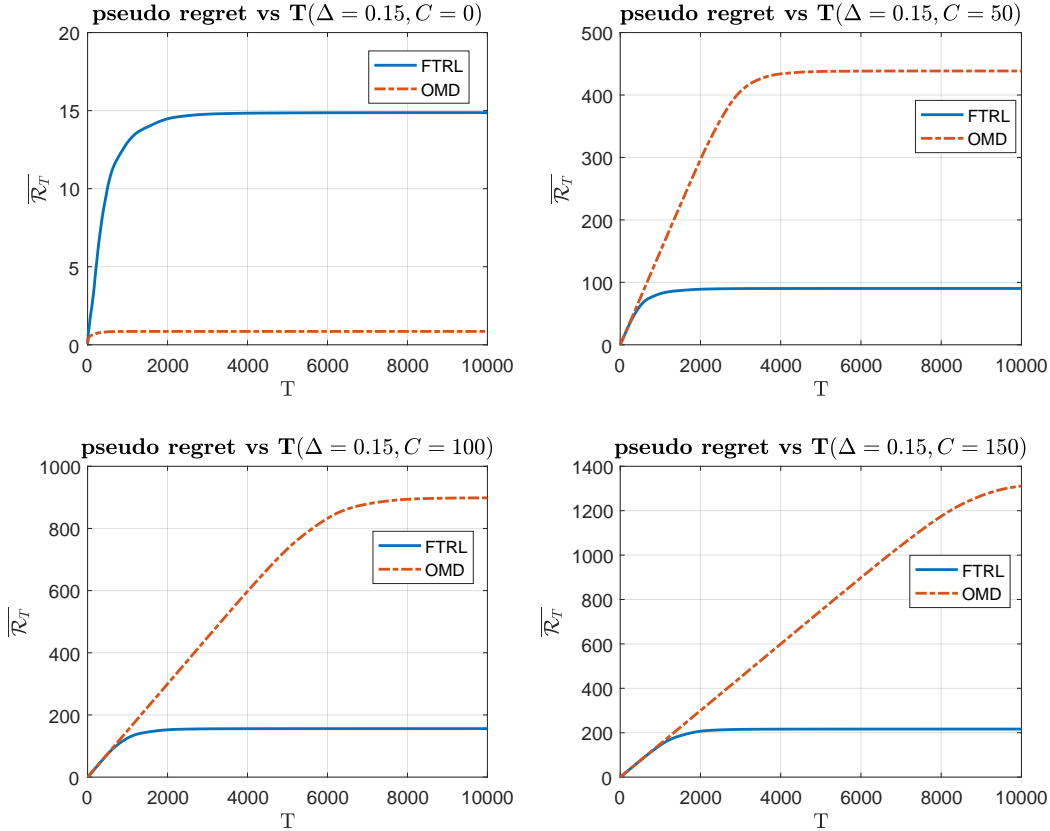 pseudo regret vs T(Δ = 0.15, C = 0)
20
15
10
5
0
0 2000 4000 6000 8000 10000
T
R_T
FTRL
OMD
pseudo regret vs T(Δ = 0.15, C = 50)
500
400
300
200
100
0
0 2000 4000 6000 8000 10000
T
R_T
FTRL
OMD
pseudo regret vs T(Δ = 0.15, C = 100)
1000
800
600
400
200
0
0 2000 4000 6000 8000 10000
T
R_T
FTRL
OMD
pseudo regret vs T(Δ = 0.15, C = 150)
1400
1200
1000
800
600
400
200
0
0 2000 4000 6000 8000 10000
T
R_T
FTRL
OMD